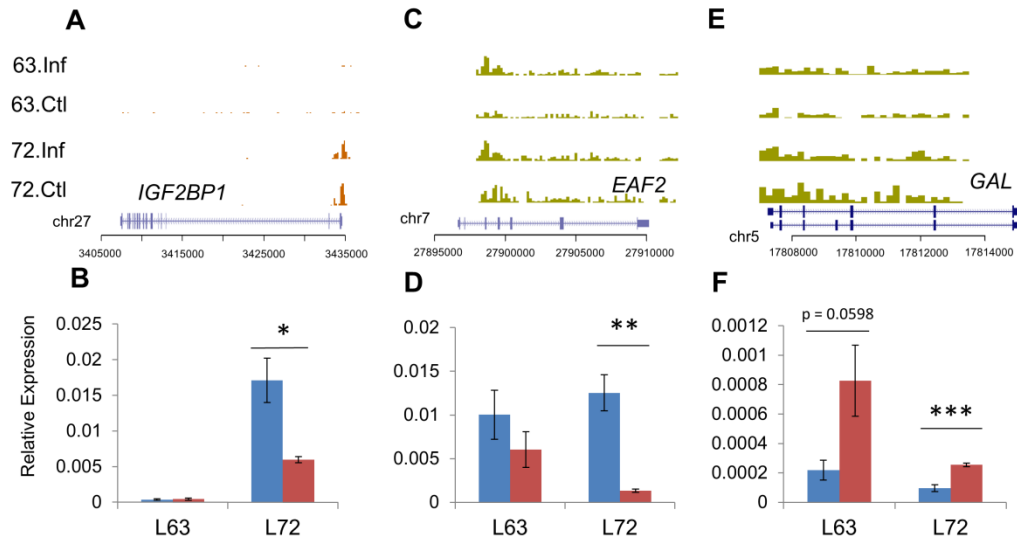 A
C
E
63.Inf
63.Ctl
72.Inf
72.Ctl
IGF2BP1
EAF2
GAL
chr27
chr7
chr5
3405000 3415000 3425000 3435000
27895000 27900000 27905000 27910000
17808000 17810000 17812000 17814000
B
D
F
Relative Expression
0.025
0.02
0.015
0.01
0.005
0
*
L63 L72
0.02
0.015
0.01
0.005
0
**
L63 L72
0.0012
0.001
0.0008
0.0006
0.0004
0.0002
0
p = 0.0598
***
L63 L72